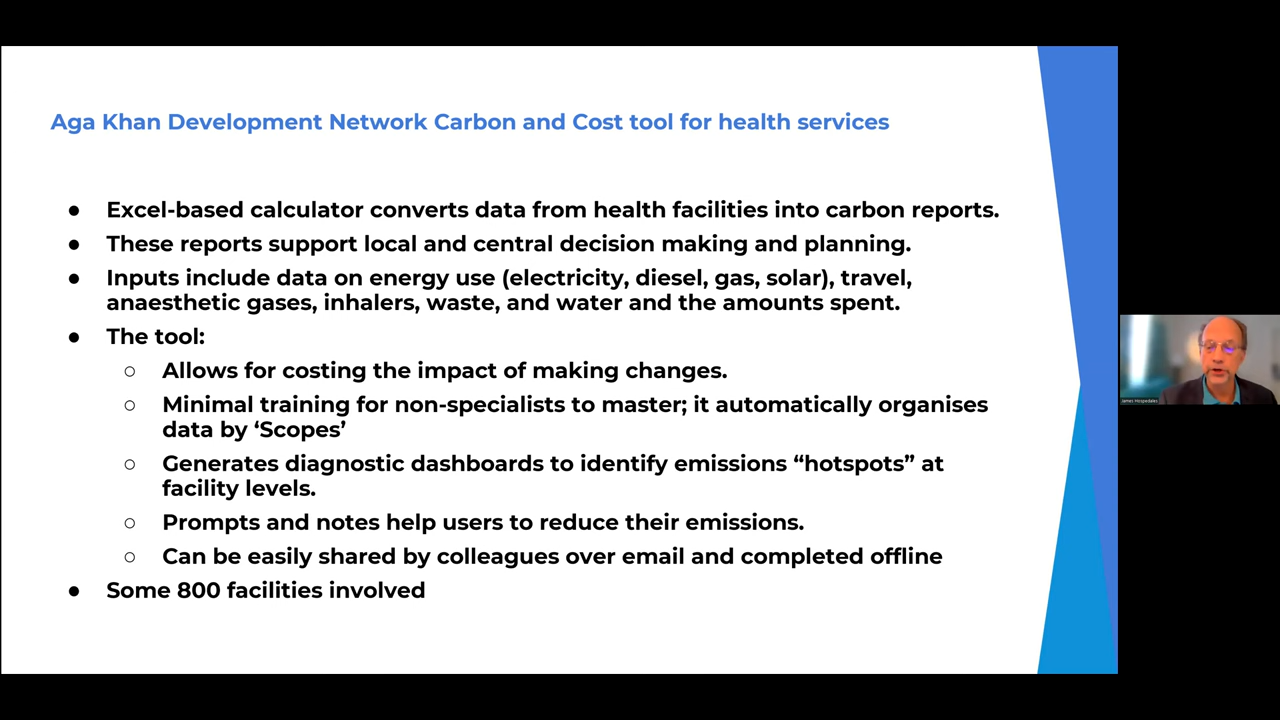 Aga Khan Development Network Carbon and Cost tool for health services
● Excel-based calculator converts data from health facilities into carbon reports.
● These reports support local and central decision making and planning.
● Inputs include data on energy use (electricity, diesel, gas, solar), travel,
anaesthetic gases, inhalers, waste, and water and the amounts spent.
● The tool:
○ Allows for costing the impact of making changes.
○ Minimal training for non-specialists to master; it automatically organises
data by ‘Scopes’
○ Generates diagnostic dashboards to identify emissions “hotspots” at
facility levels.
○ Prompts and notes help users to reduce their emissions.
○ Can be easily shared by colleagues over email and completed offline
● Some 800 facilities involved
James Hospedales